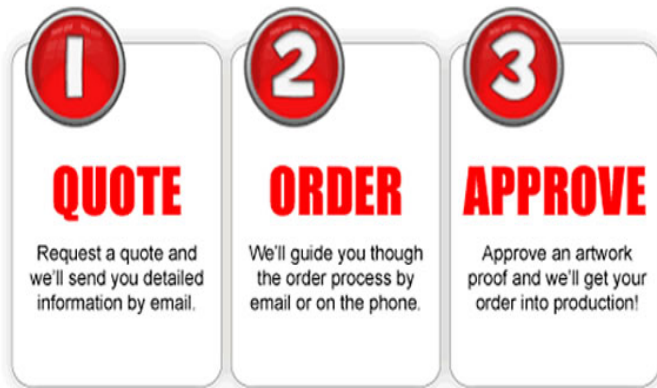 1
QUOTE
Request a quote and
we'll send you detailed
information by email.
2
ORDER
We'll guide you though
the order process by
email or on the phone.
3
APPROVE
Approve an artwork
proof and we'll get your
order into production!